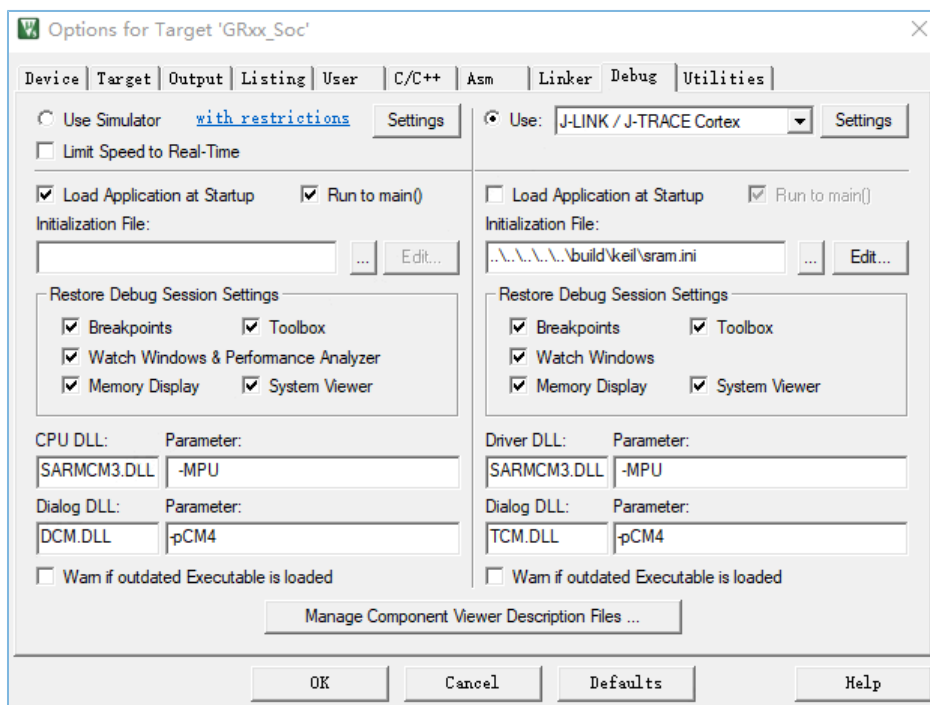 Options for Target 'GRxx_Soc'
Device Target Output Listing User C/C++ Asm Linker Debug Utilities
Use Simulator with restrictions Settings
Limit Speed to Real-Time
Use: J-LINK / J-TRACE Cortex Settings
Load Application at Startup Run to main()
Initialization File:
... Edit...
Restore Debug Session Settings
Breakpoints Toolbox
Watch Windows & Performance Analyzer
Memory Display System Viewer
CPU DLL: Parameter:
SARMCM3.DLL -MPU
Dialog DLL: Parameter:
DCM.DLL -pCM4
Warn if outdated Executable is loaded
Load Application at Startup Run to main()
Initialization File:
..\..\..\..\..\build\keil\sram.ini ... Edit...
Restore Debug Session Settings
Breakpoints Toolbox
Watch Windows
Memory Display System Viewer
Driver DLL: Parameter:
SARMCM3.DLL -MPU
Dialog DLL: Parameter:
TCM.DLL -pCM4
Warn if outdated Executable is loaded
Manage Component Viewer Description Files ...
OK Cancel Defaults Help